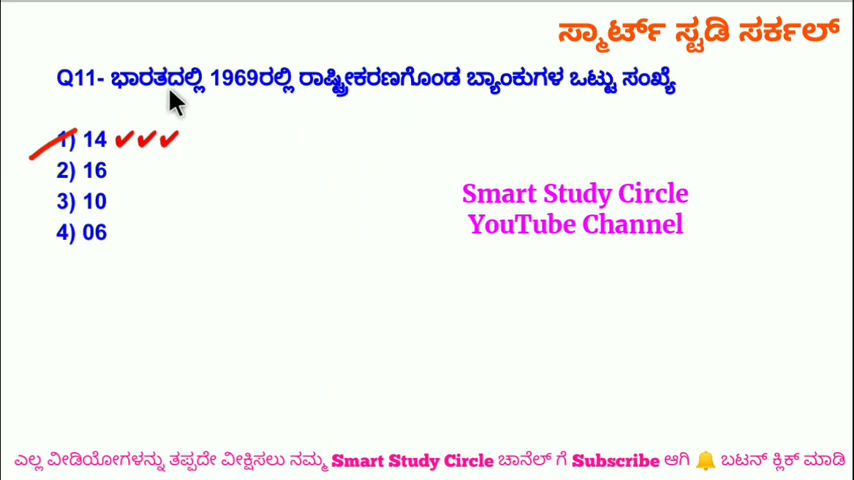 ಸ್ಮಾರ್ಟ್ ಸ್ಟಡಿ ಸರ್ಕಲ್
Q11- ಭಾರತದಲ್ಲಿ 1969ರಲ್ಲಿ ರಾಷ್ಟ್ರೀಕರಣಗೊಂಡ ಬ್ಯಾಂಕುಗಳ ಒಟ್ಟು ಸಂಖ್ಯೆ
1) 14 ✔✔✔
2) 16
3) 10
4) 06
Smart Study Circle
YouTube Channel
ಎಲ್ಲ ವೀಡಿಯೋಗಳನ್ನು ತಪ್ಪದೇ ವೀಕ್ಷಿಸಲು ನಮ್ಮ Smart Study Circle ಚಾನೆಲ್ ಗೆ Subscribe ಆಗಿ 🔔 ಬಟನ್ ಕ್ಲಿಕ್ ಮಾಡಿ